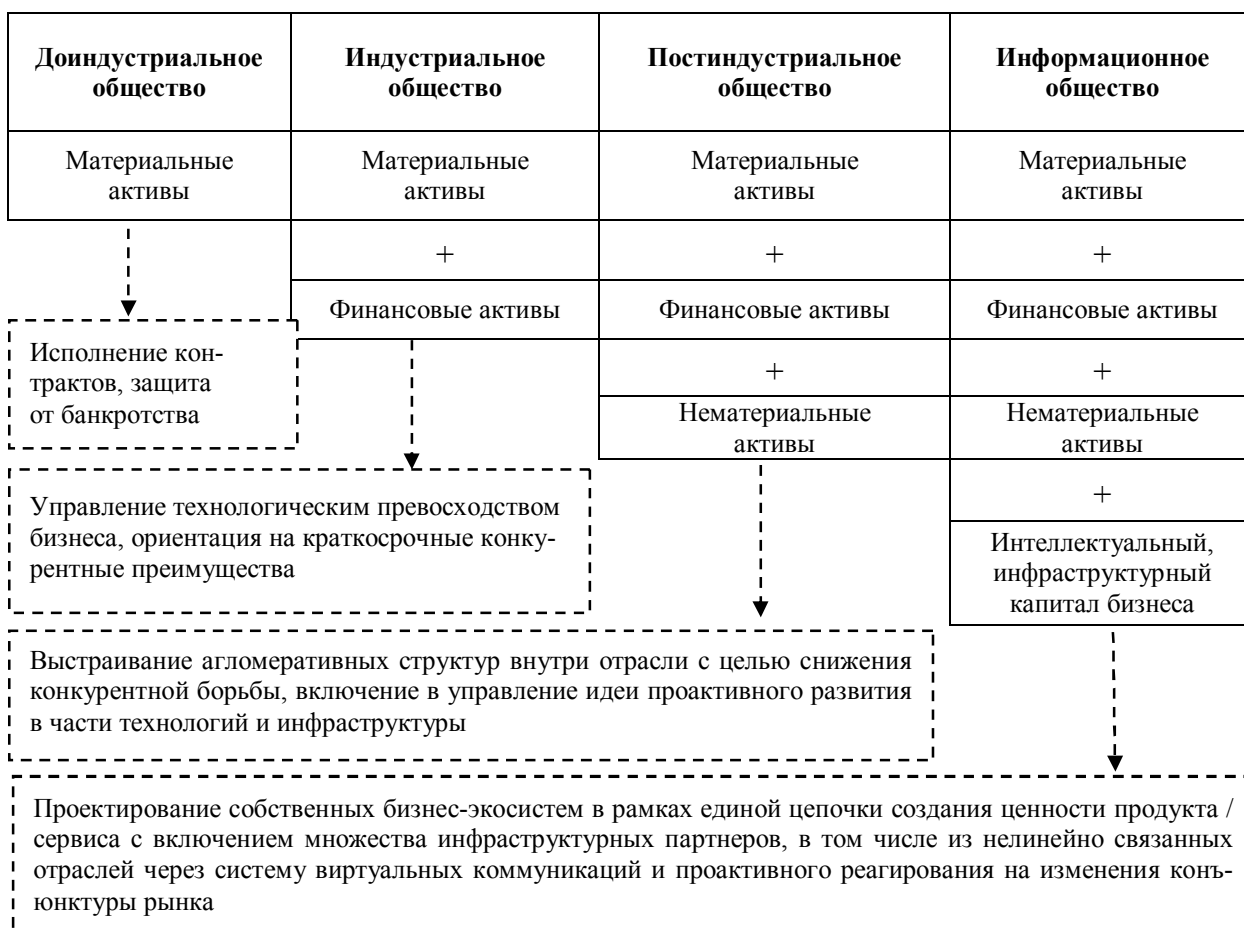 Доиндустриальное
общество
Индустриальное
общество
Постиндустриальное
общество
Информационное
общество
Материальные
активы
Материальные
активы
Материальные
активы
Материальные
активы
+
+
+
Финансовые активы
Финансовые активы
Финансовые активы
Исполнение кон-
трактов, защита
от банкротства
+
+
Нематериальные
активы
Нематериальные
активы
Управление технологическим превосходством
бизнеса, ориентация на краткосрочные конку-
рентные преимущества
+
Интеллектуальный,
инфраструктурный
капитал бизнеса
Выстраивание агломеративных структур внутри отрасли с целью снижения
конкурентной борьбы, включение в управление идеи проактивного развития
в части технологий и инфраструктуры
Проектирование собственных бизнес-экосистем в рамках единой цепочки создания ценности продукта /
сервиса с включением множества инфраструктурных партнеров, в том числе из нелинейно связанных
отраслей через систему виртуальных коммуникаций и проактивного реагирования на изменения конъ-
юнктуры рынка